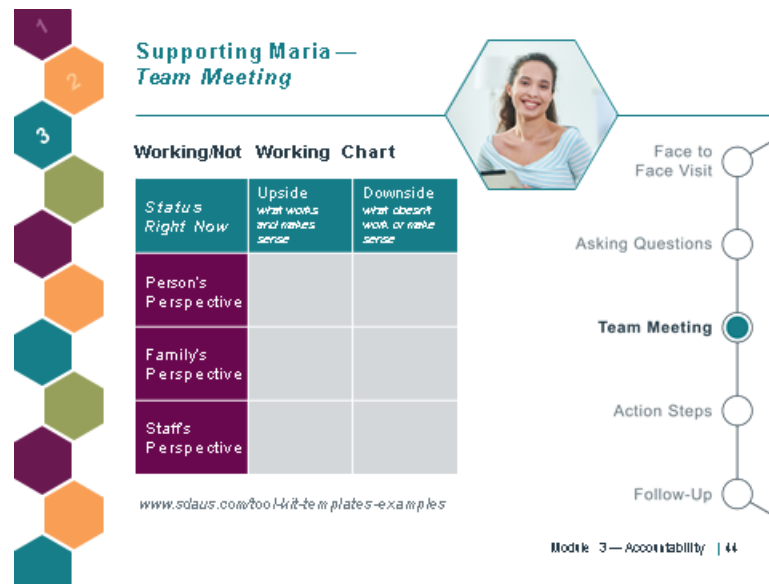 1
2
3
Supporting Maria—
Team Meeting
Working/Not Working Chart
Status
Right Now
Upside
what works
and makes
sense
Downside
what doesn't
work or make
sense
Person's
Perspective
Family's
Perspective
Staff's
Perspective
www.sdaus.com/tool-kit-templates-examples
Face to
Face Visit
Asking Questions
Team Meeting
Action Steps
Follow-Up
Module 3—Accountability | 44